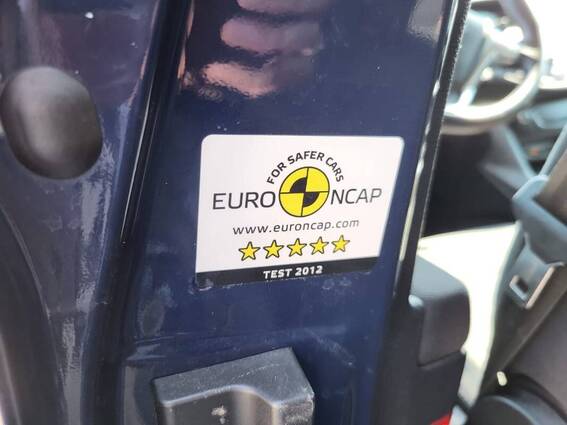 FOR SAFER CARS
EURO NCAP
www.euroncap.com
TEST 2012